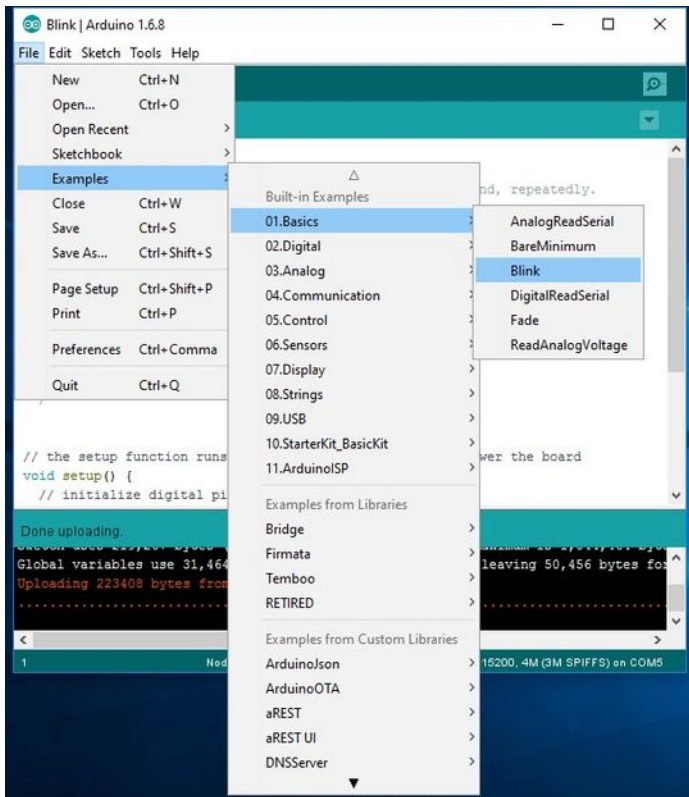 Blink | Arduino 1.6.8
File Edit Sketch Tools Help
New Ctrl+N
Open... Ctrl+O
Open Recent
Sketchbook
Examples
Close Ctrl+W
Save Ctrl+S
Save As... Ctrl+Shift+S
Page Setup Ctrl+Shift+P
Print Ctrl+P
Preferences Ctrl+Comma
Quit Ctrl+Q
Built-in Examples
01.Basics
02.Digital
03.Analog
04.Communication
05.Control
06.Sensors
07.Display
08.Strings
09.USB
10.StarterKit_BasicKit
11.ArduinoISP
Examples from Libraries
Bridge
Firmata
Temboo
RETIRED
Examples from Custom Libraries
ArduinoJson
ArduinoOTA
aREST
aREST UI
DNSServer
AnalogReadSerial
BareMinimum
Blink
DigitalReadSerial
Fade
ReadAnalogVoltage
nd, repeatedly.
// the setup function runs wer the board
void setup() {
// initialize digital pi
Done uploading.
Global variables use 31,464 leaving 50,456 bytes for
Uploading 223408 bytes from
1 Nod 15200, 4M (3M SPIFFS) on COM5